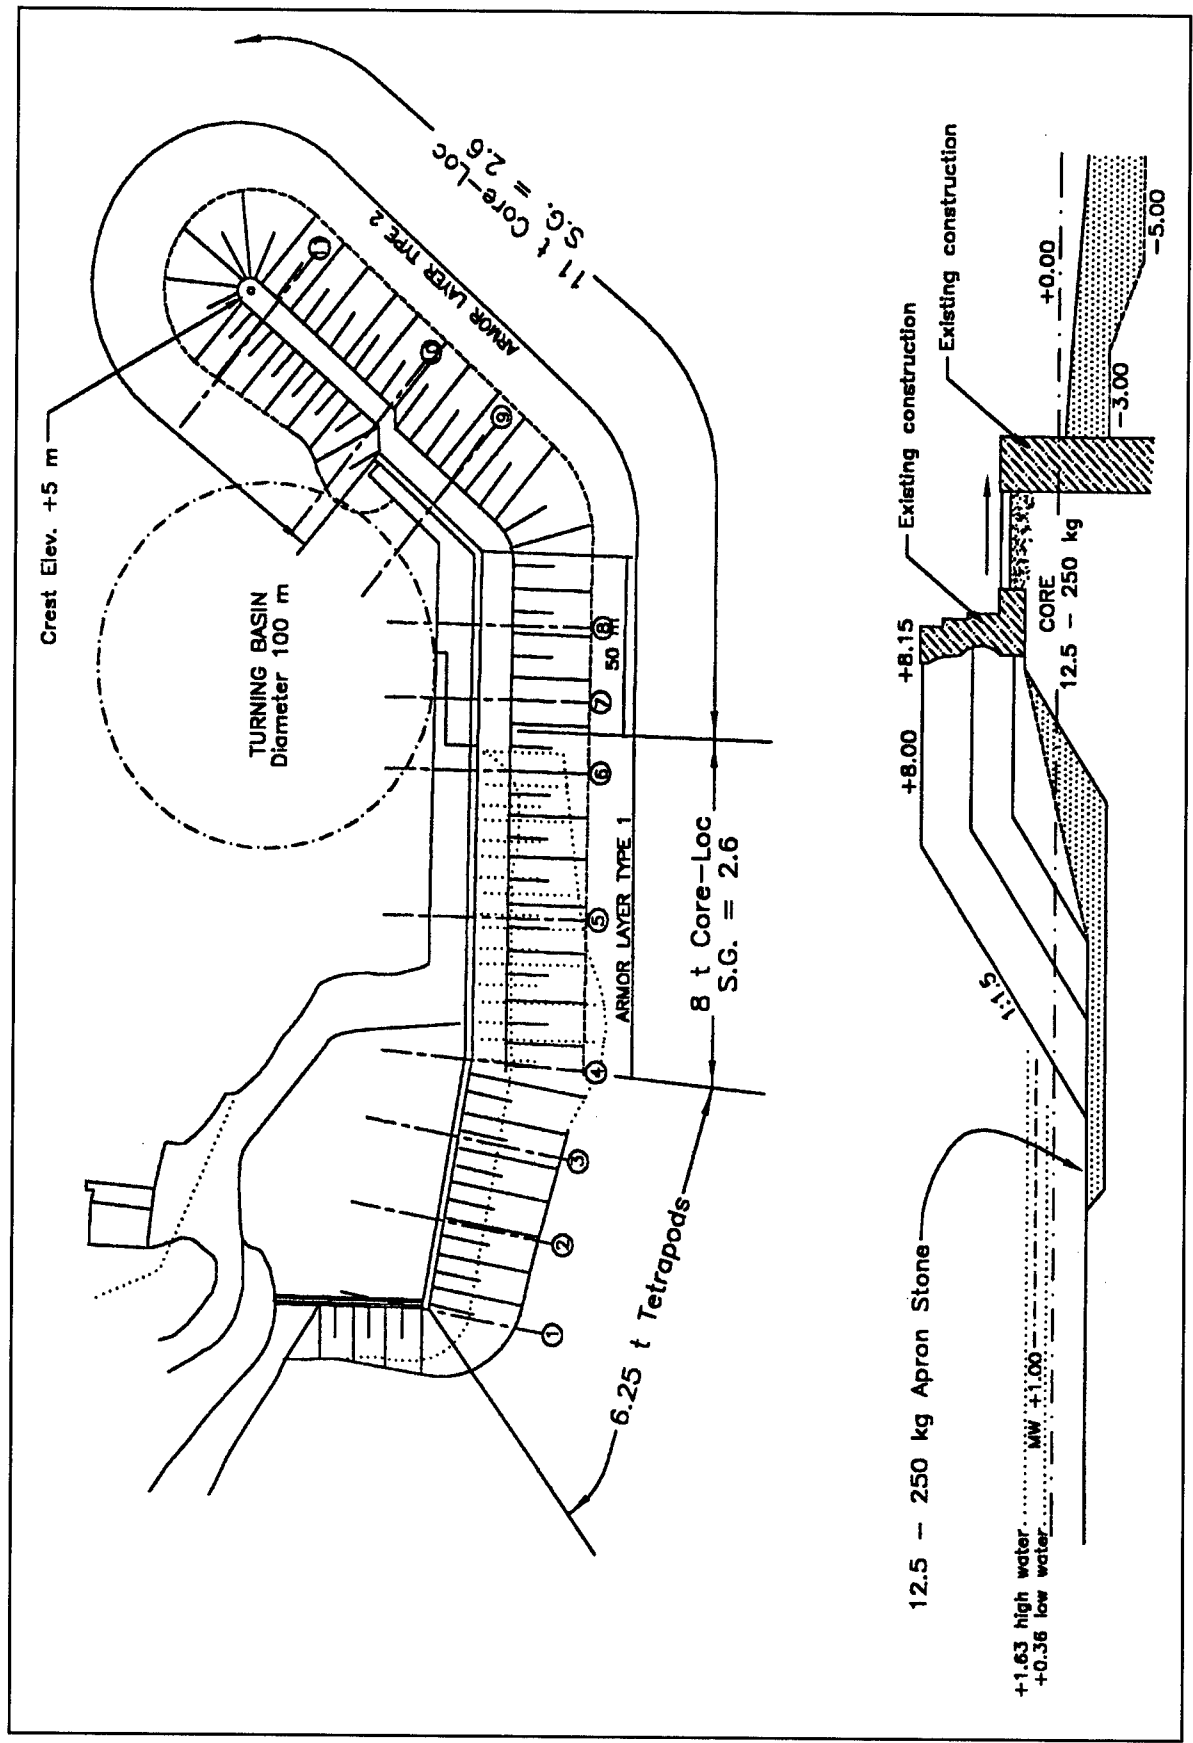 Crest Elev. +5 m
TURNING BASIN
Diameter 100 m
11 t Core-Loc
S.G. = 2.6
ARMOR LAYER TYPE 2
50 m
ARMOR LAYER TYPE 1
8 t Core-Loc
S.G. = 2.6
6.25 t Tetrapods
1
2
3
4
5
6
7
8
9
Existing construction
Existing construction
+8.00
+8.15
1:1.5
CORE
12.5 - 250 kg
+0.00
-3.00
-5.00
12.5 - 250 kg Apron Stone
MW +1.00
+1.63 high water
+0.36 low water